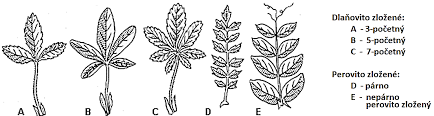 Dlaňovito zložené:
A - 3-početný
B - 5-početný
C - 7-početný
Perovito zložené:
D - párno
E - nepárno
perovito zložený
A B C D E